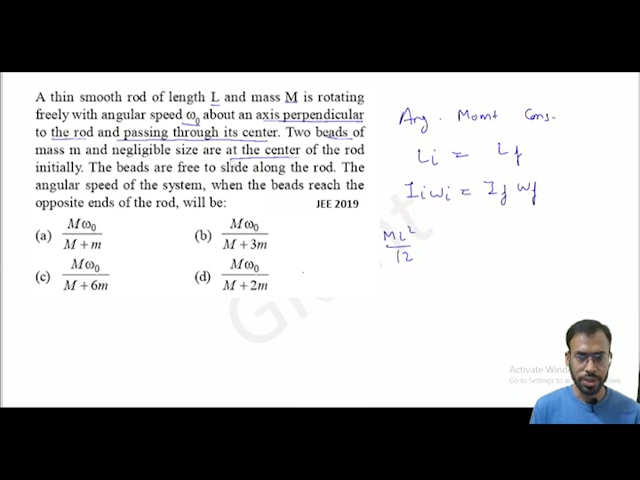 A thin smooth rod of length L and mass M is rotating
freely with angular speed ω₀ about an axis perpendicular
to the rod and passing through its center. Two beads of
mass m and negligible size are at the center of the rod
initially. The beads are free to slide along the rod. The
angular speed of the system, when the beads reach the
opposite ends of the rod, will be: JEE 2019
(a) Mω₀ / M + m (b) Mω₀ / M + 3m
(c) Mω₀ / M + 6m (d) Mω₀ / M + 2m
Ang. Momt Cons.
Li = Lf
Iiωi = If ωf
ML² / 12
Activate Windo
Go to Settings to